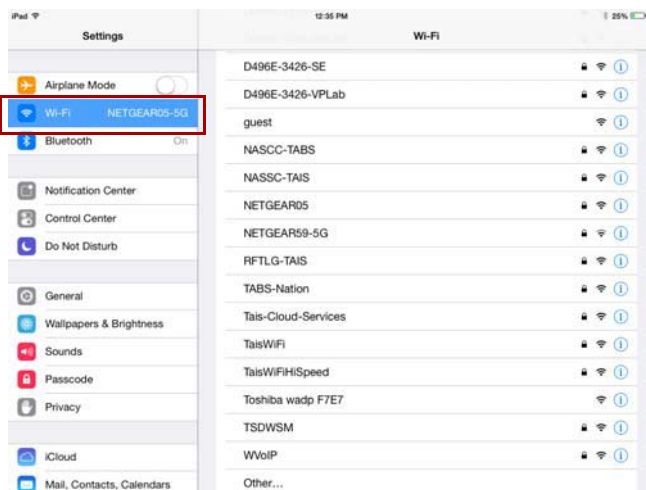 iPad 12:35 PM 25%
Settings
Wi-Fi
Airplane Mode
Wi-Fi NETGEAR05-5G
Bluetooth On
Notification Center
Control Center
Do Not Disturb
General
Wallpapers & Brightness
Sounds
Passcode
Privacy
iCloud
Mail, Contacts, Calendars
D496E-3426-SE
D496E-3426-VPLab
guest
NASCC-TABS
NASSC-TAIS
NETGEAR05
NETGEAR59-5G
RFTLG-TAIS
TABS-Nation
Tais-Cloud-Services
TaisWiFi
TaisWiFiHiSpeed
Toshiba wadp F7E7
TSDWSM
WVoIP
Other...